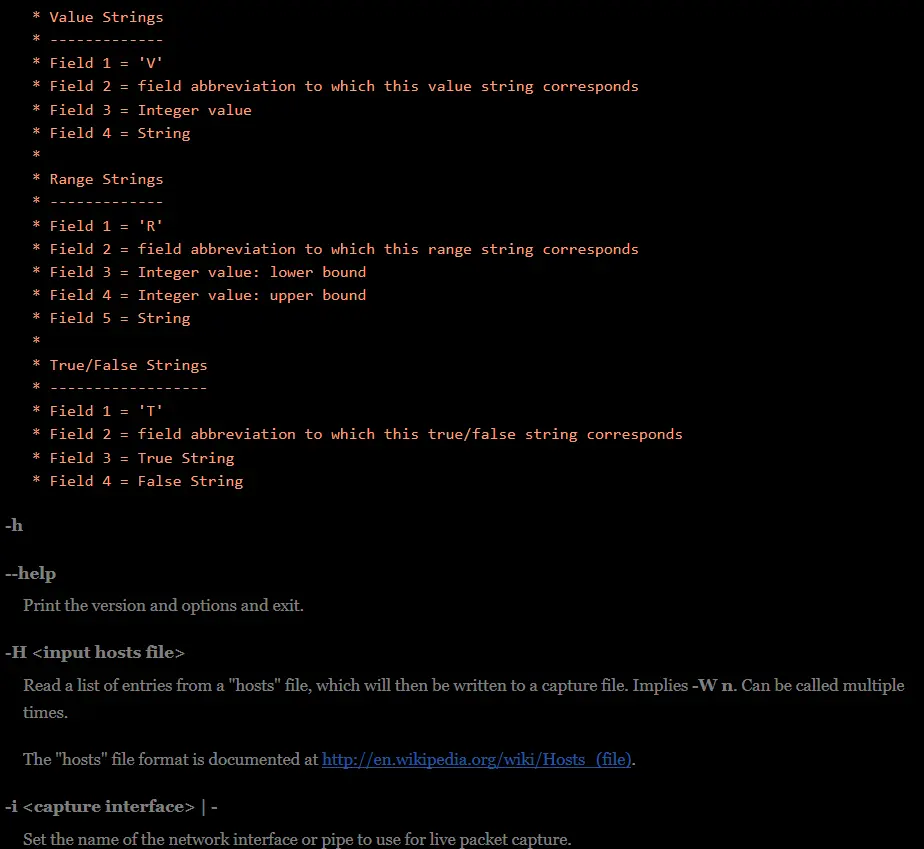 * Value Strings
* -------------
* Field 1 = 'V'
* Field 2 = field abbreviation to which this value string corresponds
* Field 3 = Integer value
* Field 4 = String
*
* Range Strings
* -------------
* Field 1 = 'R'
* Field 2 = field abbreviation to which this range string corresponds
* Field 3 = Integer value: lower bound
* Field 4 = Integer value: upper bound
* Field 5 = String
*
* True/False Strings
* ------------------
* Field 1 = 'T'
* Field 2 = field abbreviation to which this true/false string corresponds
* Field 3 = True String
* Field 4 = False String
-h
--help
Print the version and options and exit.
-H <input hosts file>
Read a list of entries from a "hosts" file, which will then be written to a capture file. Implies -W n. Can be called multiple
times.
The "hosts" file format is documented at http://en.wikipedia.org/wiki/Hosts_(file).
-i <capture interface> | -
Set the name of the network interface or pipe to use for live packet capture.